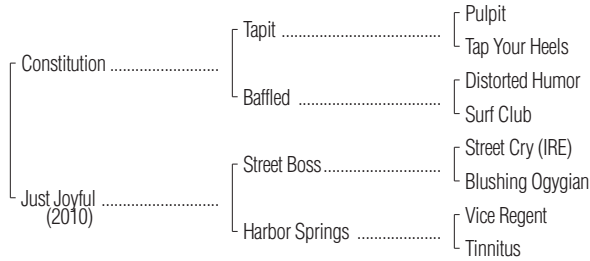 Pulpit
Tapit
Tap Your Heels
Constitution
Distorted Humor
Baffled
Surf Club
Street Cry (IRE)
Street Boss
Blushing Ogygian
Just Joyful
(2010)
Vice Regent
Harbor Springs
Tinnitus